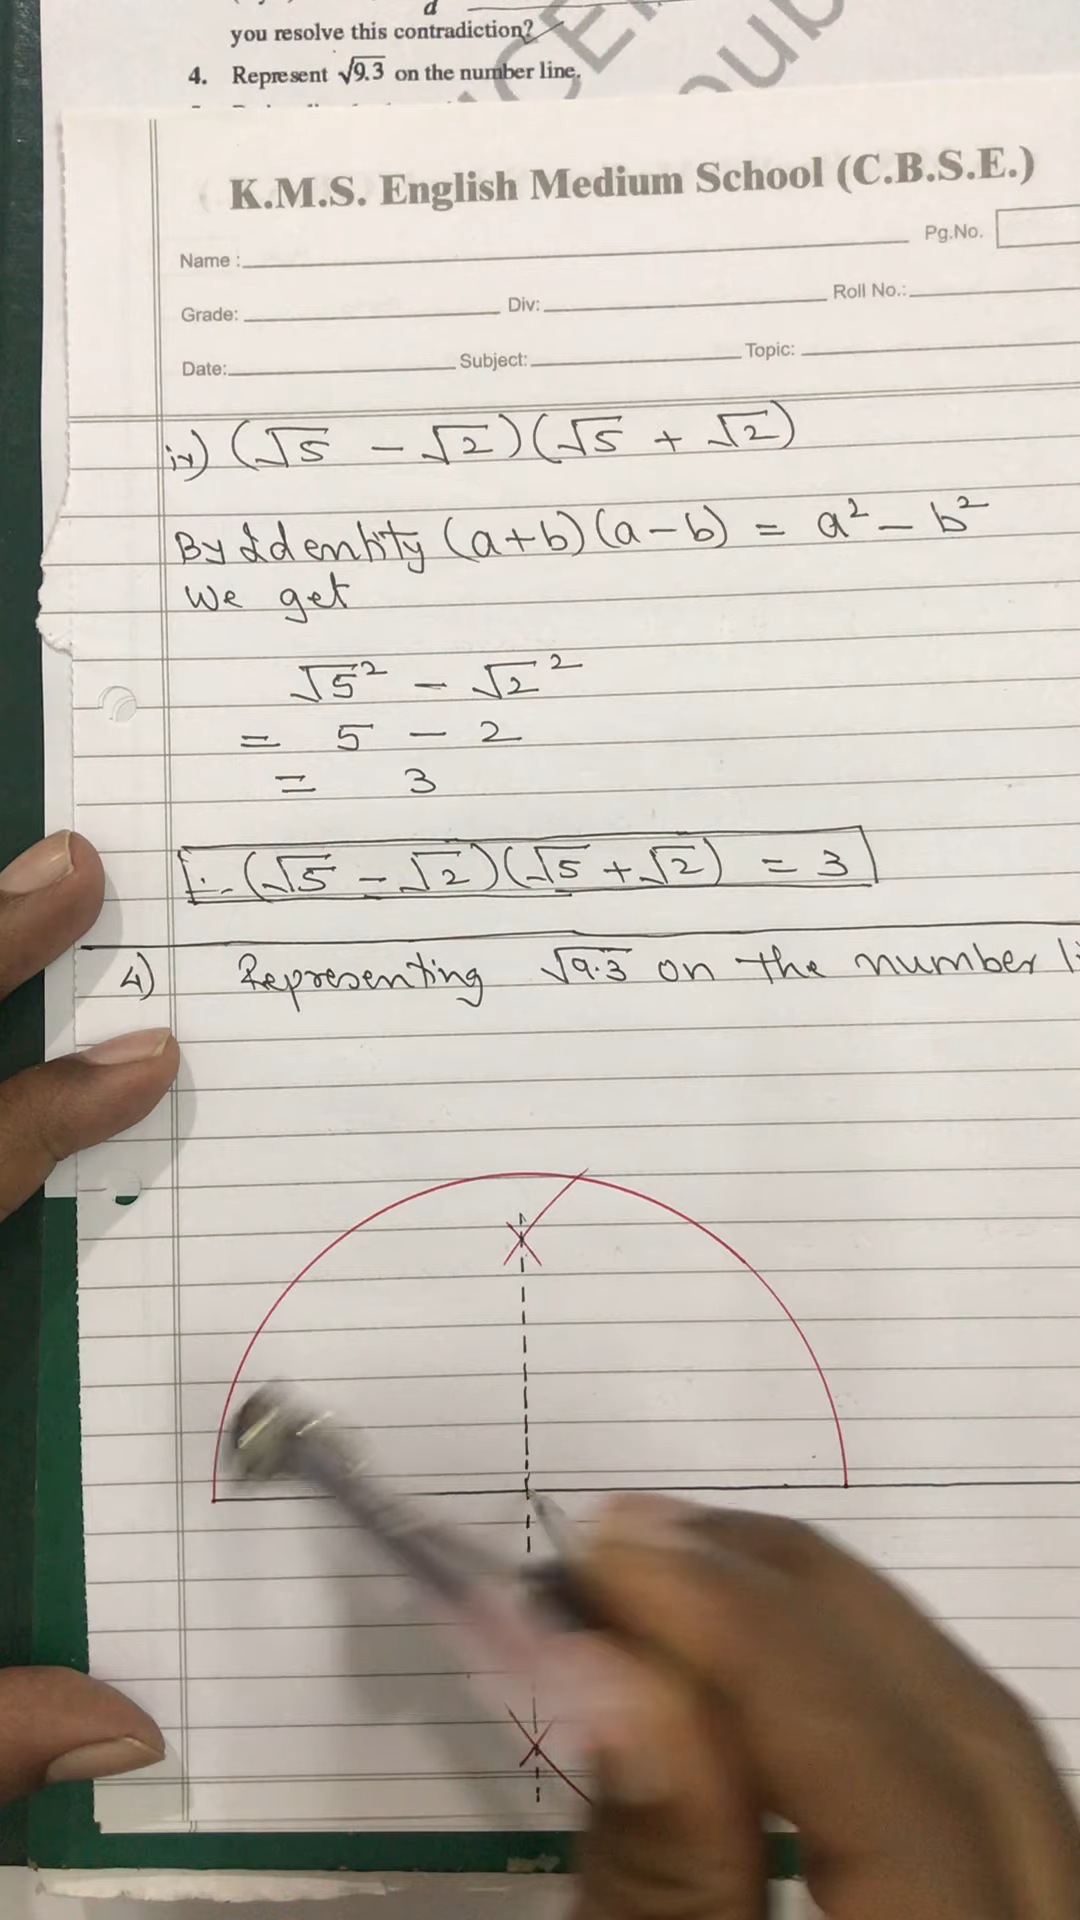 d
you resolve this contradiction?
4. Represent √9.3 on the number line.
K.M.S. English Medium School (C.B.S.E.)
Pg.No.
Name :
Grade: Div: Roll No.:
Date: Subject: Topic:
iv) (√5 - √2)(√5 + √2)
By Identity (a+b)(a-b) = a² - b²
We get
√5² - √2²
= 5 - 2
= 3
∴ (√5 - √2)(√5 + √2) = 3
4) Representing √9.3 on the number